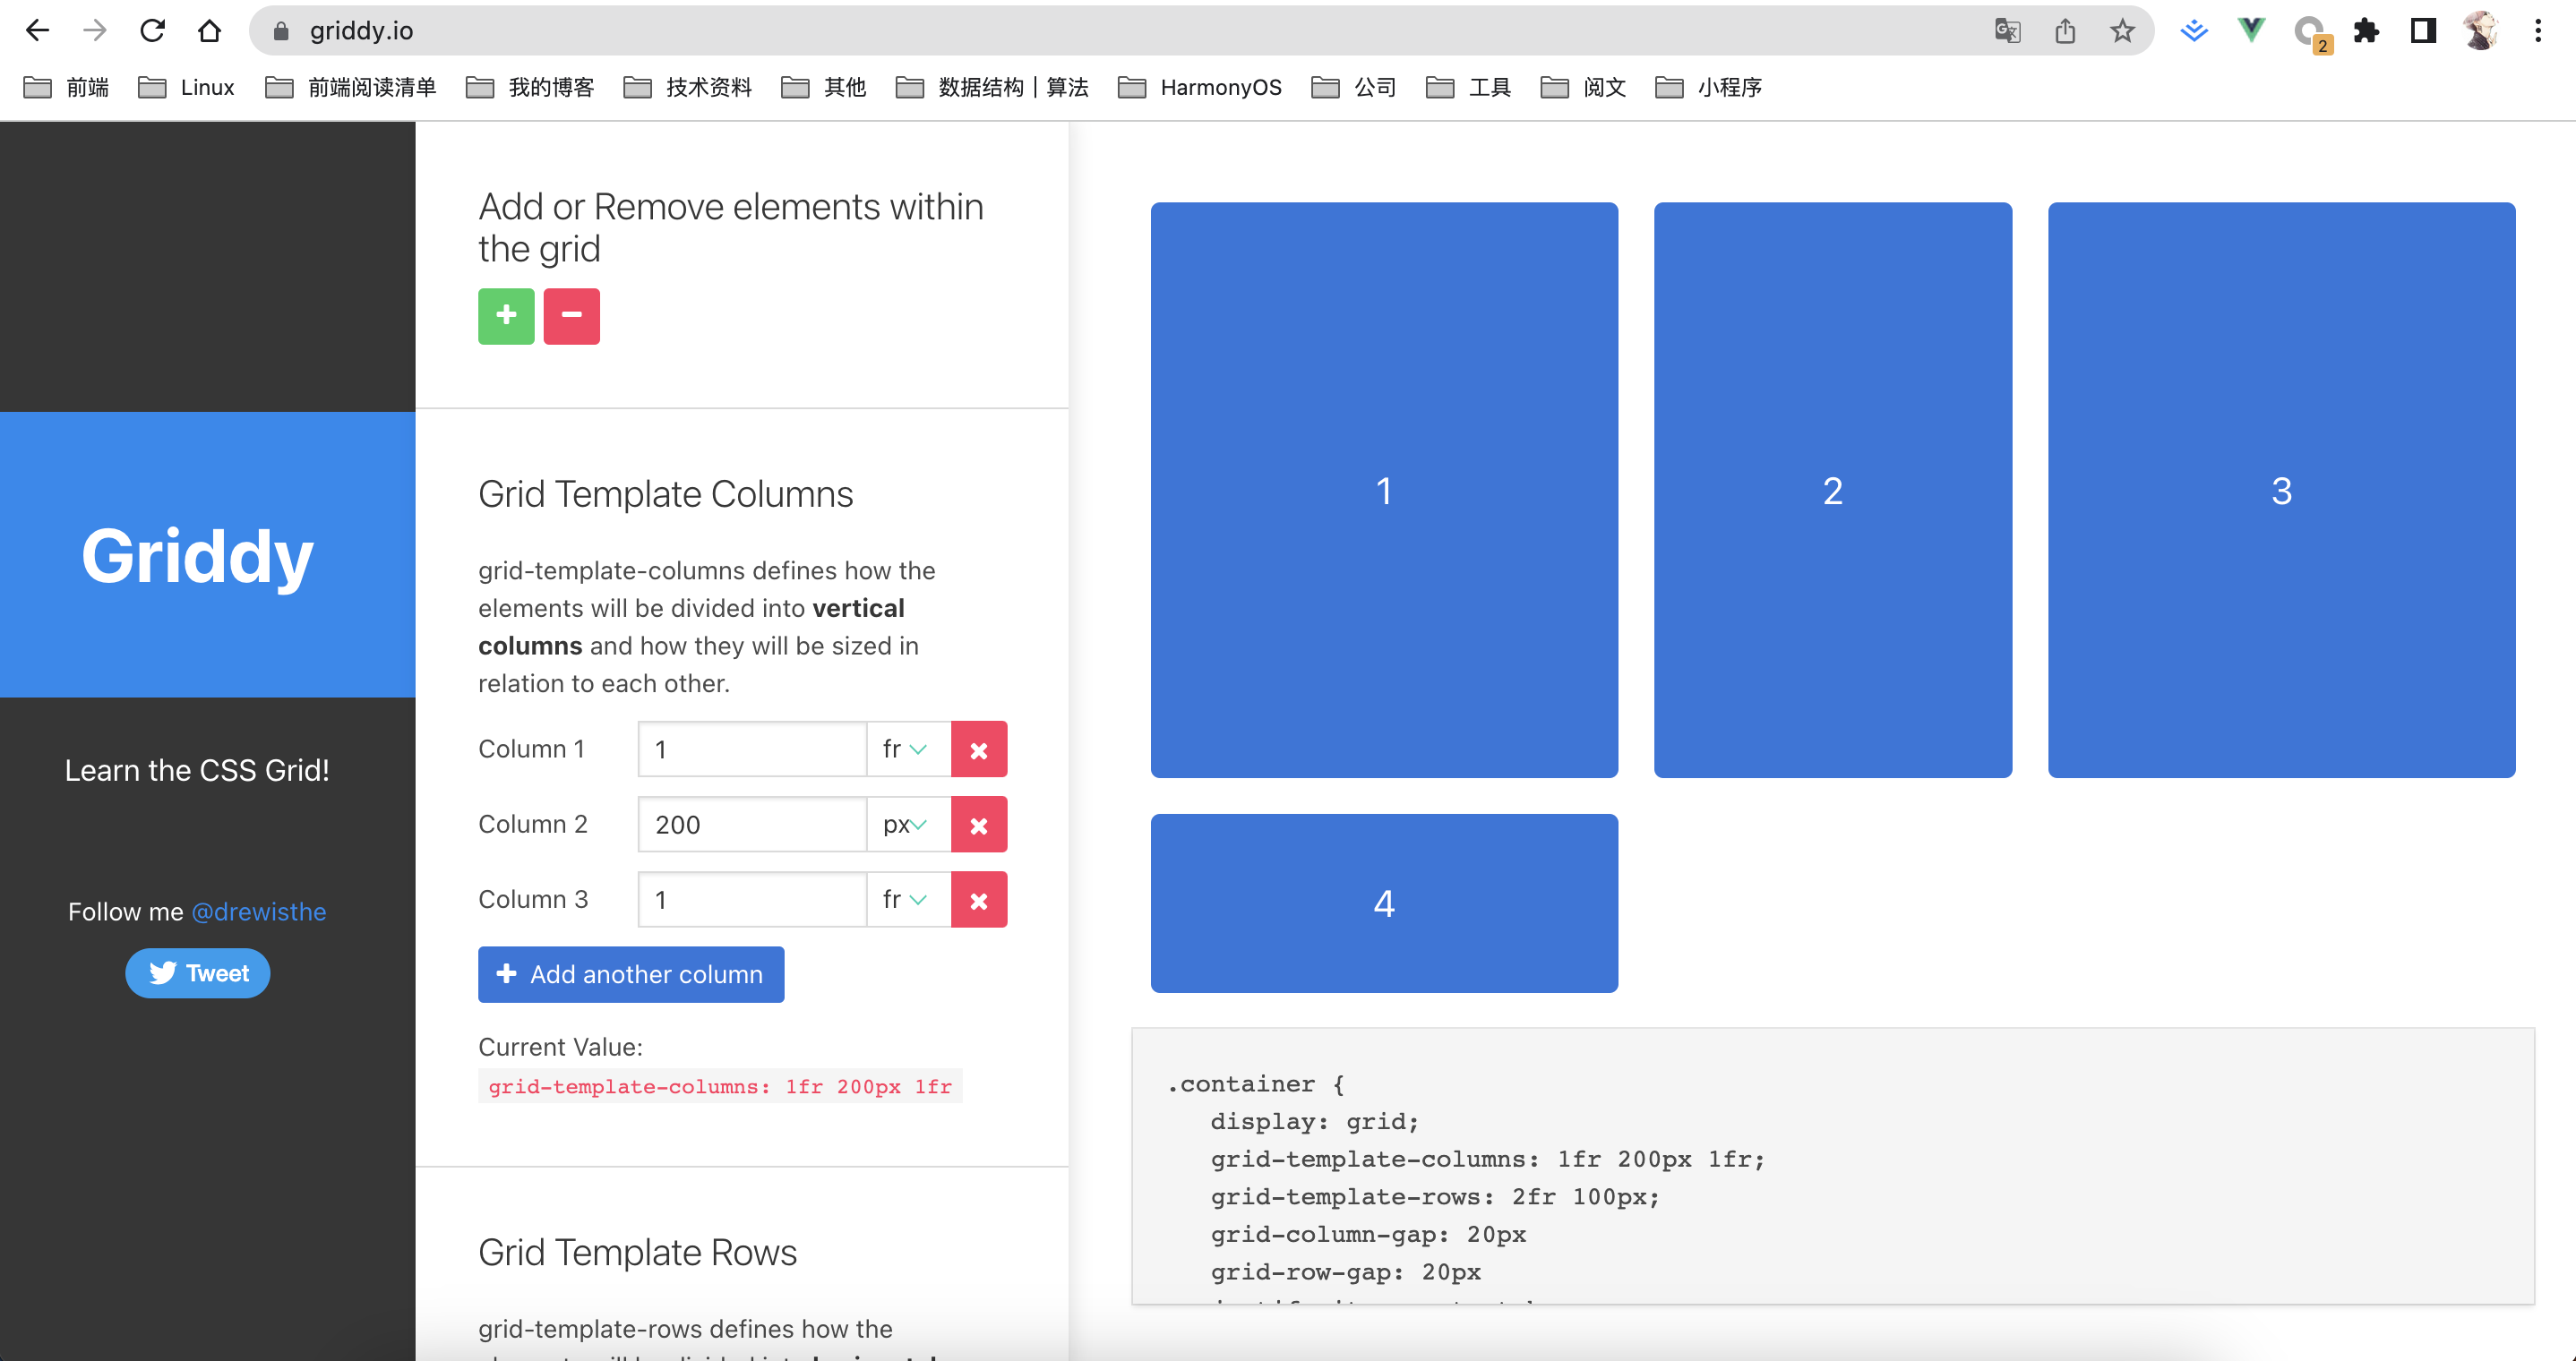 griddy.io
2
前端
Linux
前端阅读清单
我的博客
技术资料
其他
数据结构 | 算法
HarmonyOS
公司
工具
阅文
小程序
Griddy
Learn the CSS Grid!
Follow me @drewisthe
Tweet
Add or Remove elements within
the grid
Grid Template Columns
grid-template-columns defines how the
elements will be divided into vertical
columns and how they will be sized in
relation to each other.
Column 1 1 fr
Column 2 200 px
Column 3 1 fr
Add another column
Current Value:
grid-template-columns: 1fr 200px 1fr
Grid Template Rows
grid-template-rows defines how the
1
2
3
4
.container {
display: grid;
grid-template-columns: 1fr 200px 1fr;
grid-template-rows: 2fr 100px;
grid-column-gap: 20px
grid-row-gap: 20px